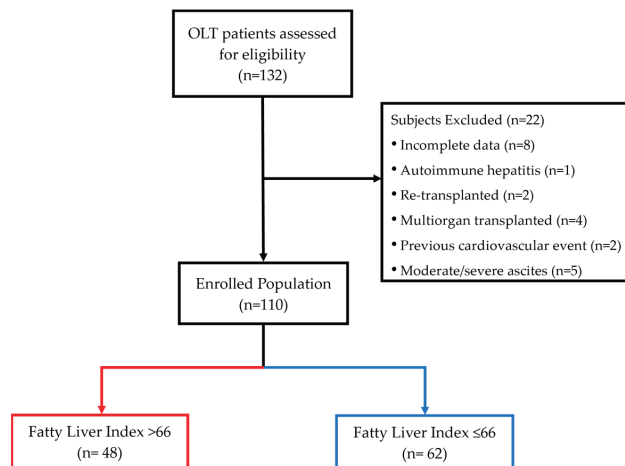 OLT patients assessed
for eligibility
(n=132)
Subjects Excluded (n=22)
• Incomplete data (n=8)
• Autoimmune hepatitis (n=1)
• Re-transplanted (n=2)
• Multiorgan transplanted (n=4)
• Previous cardiovascular event (n=2)
• Moderate/severe ascites (n=5)
Enrolled Population
(n=110)
Fatty Liver Index >66
(n= 48)
Fatty Liver Index ≤66
(n= 62)